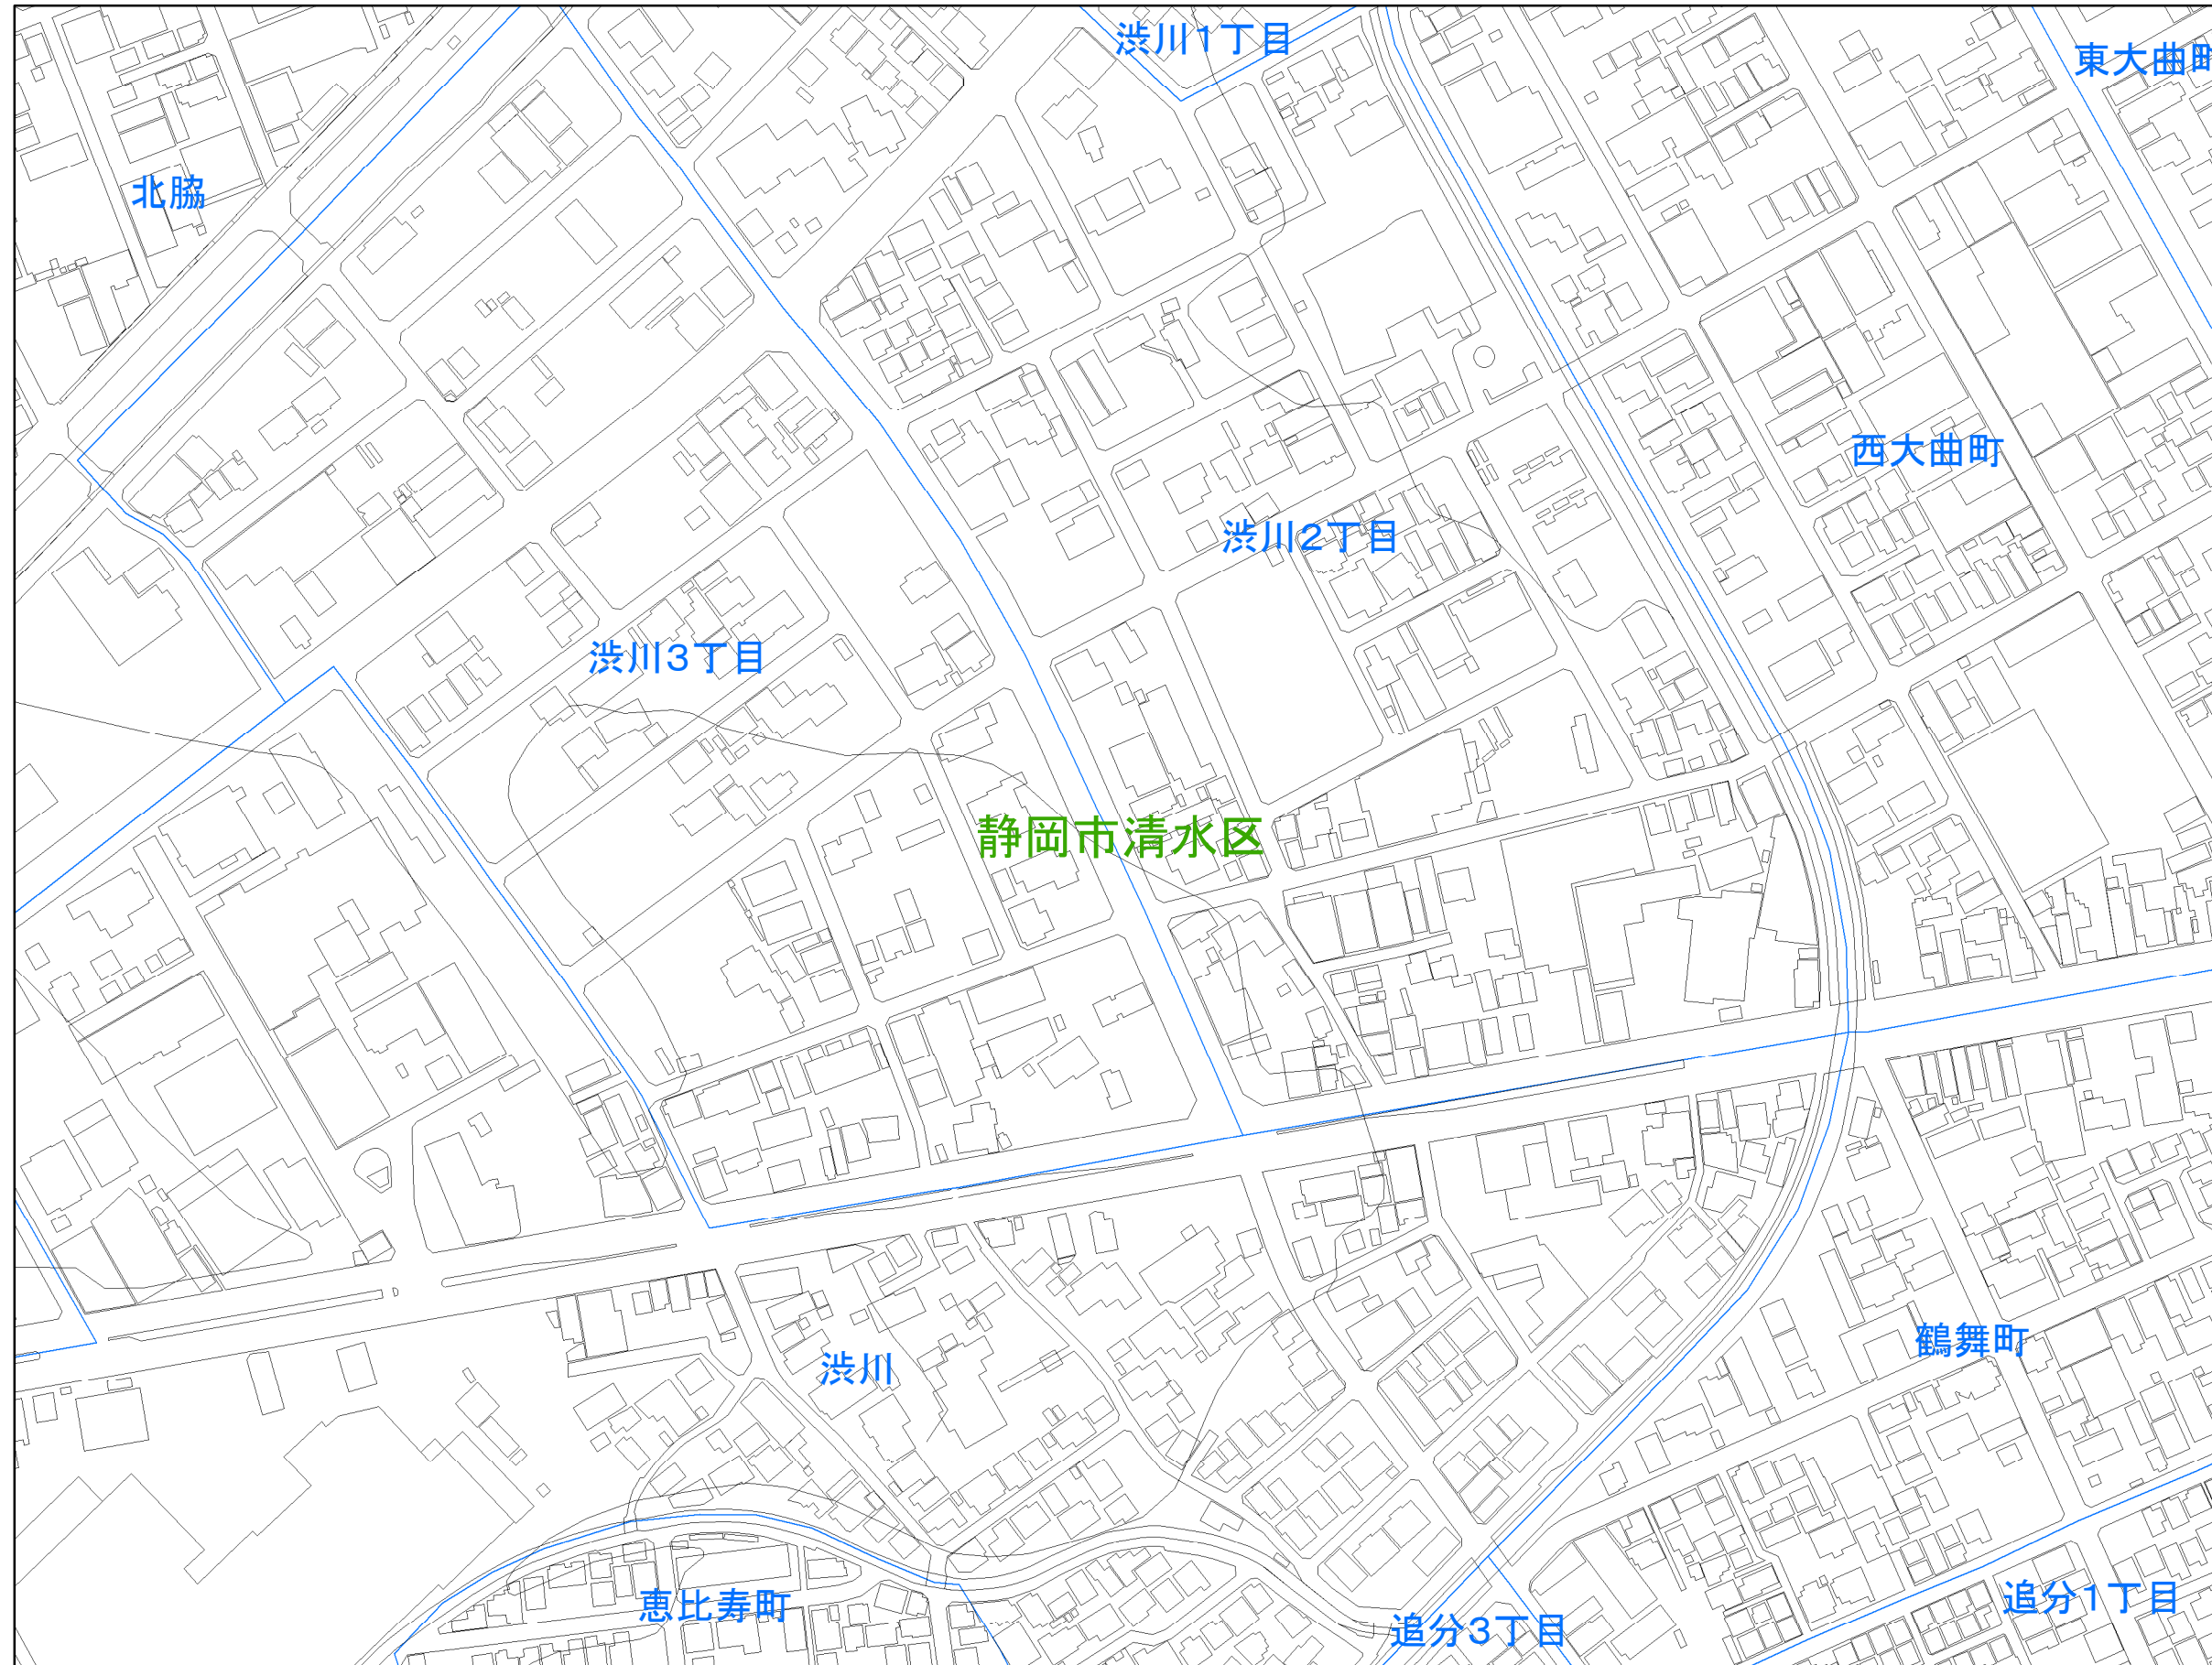 渋川1丁目
東大曲町
北脇
西大曲町
渋川2丁目
渋川3丁目
静岡市清水区
鶴舞町
渋川
恵比寿町
追分1丁目
追分3丁目